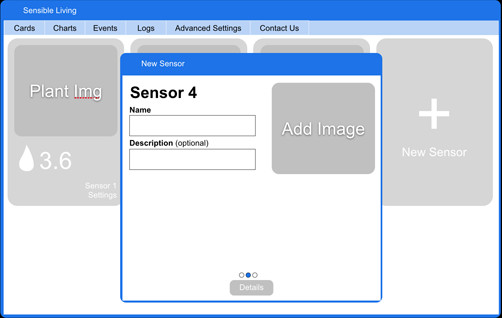 Sensible Living
Cards Charts Events Logs Advanced Settings Contact Us
Plant Img
3.6
Sensor 1
Settings
New Sensor
Sensor 4
Name
Description (optional)
Add Image
Details
New Sensor